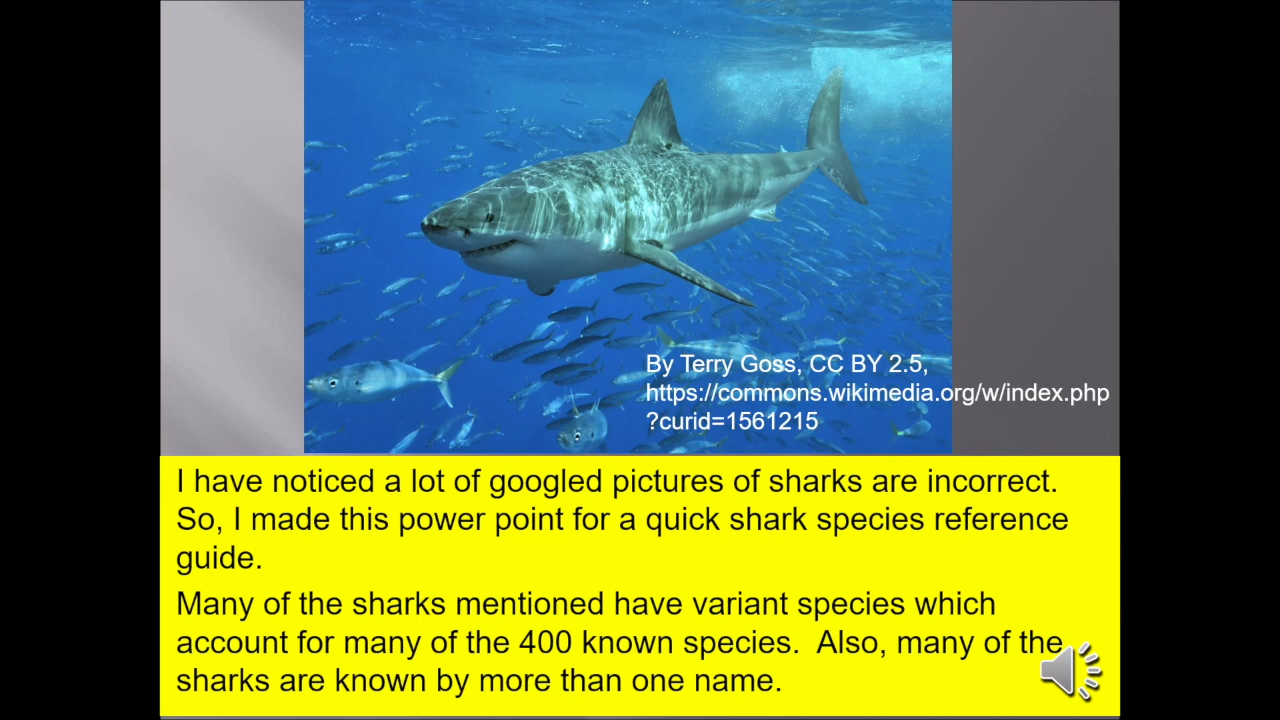 By Terry Goss, CC BY 2.5,
https://commons.wikimedia.org/w/index.php
?curid=1561215
I have noticed a lot of googled pictures of sharks are incorrect.
So, I made this power point for a quick shark species reference
guide.
Many of the sharks mentioned have variant species which
account for many of the 400 known species.  Also, many of the
sharks are known by more than one name.